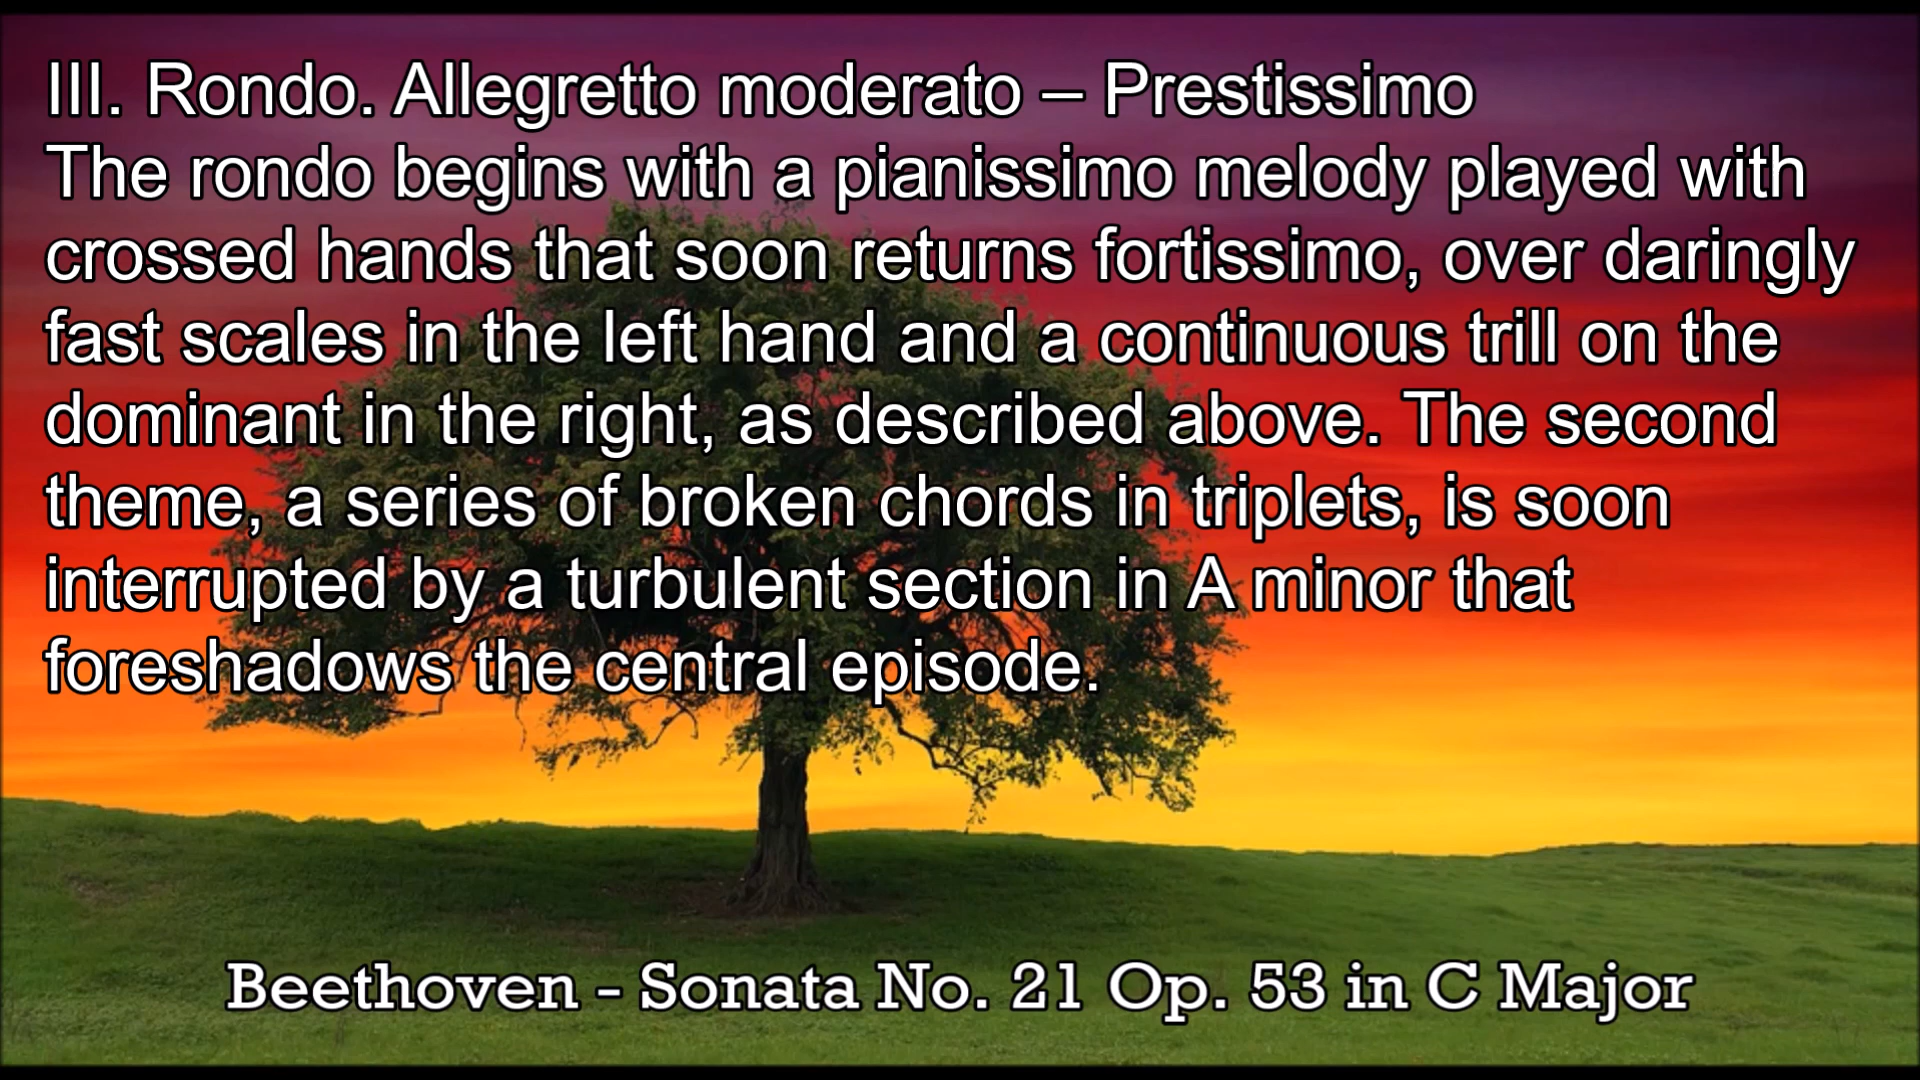 III. Rondo. Allegretto moderato – Prestissimo
The rondo begins with a pianissimo melody played with
crossed hands that soon returns fortissimo, over daringly
fast scales in the left hand and a continuous trill on the
dominant in the right, as described above. The second
theme, a series of broken chords in triplets, is soon
interrupted by a turbulent section in A minor that
foreshadows the central episode.
Beethoven - Sonata No. 21 Op. 53 in C Major